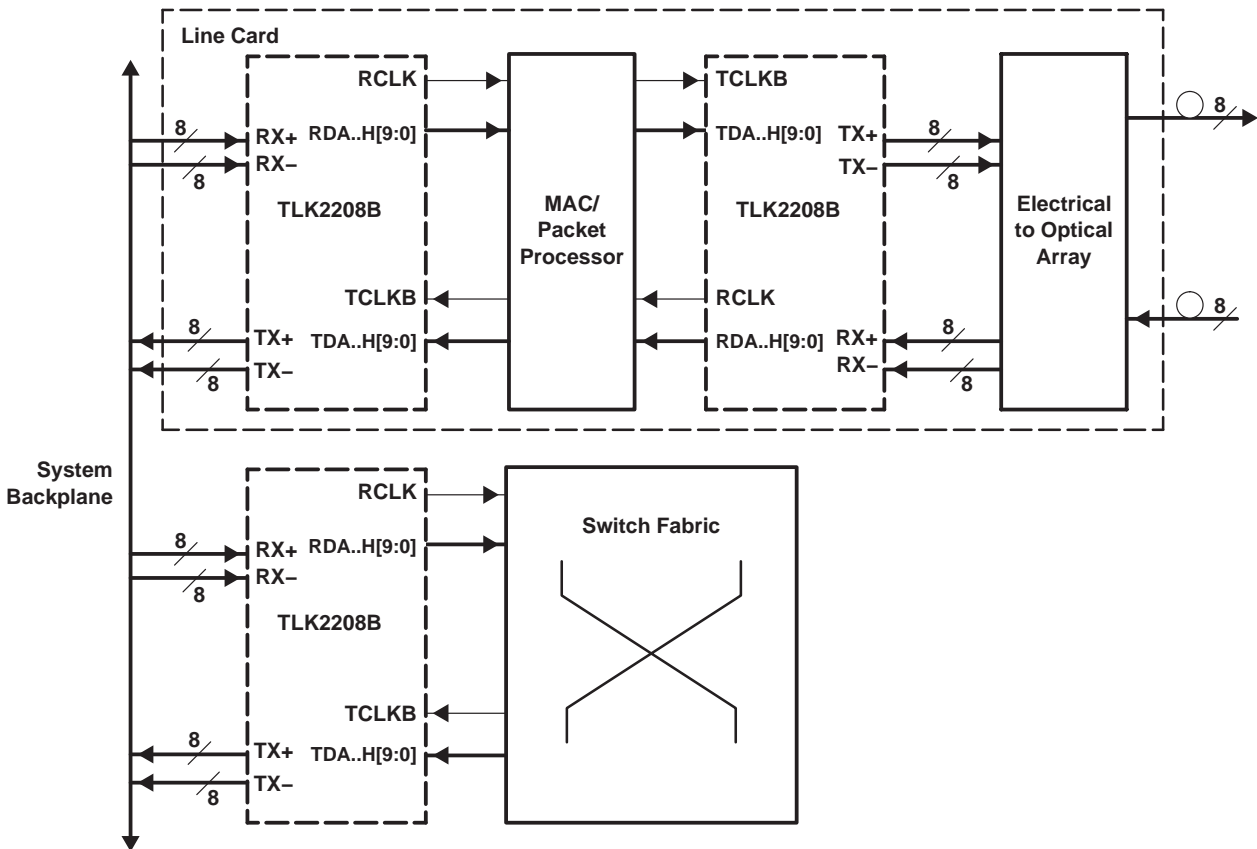 Line Card
RCLK
TCLKB
8
RX+
RDA..H[9:0]
TDA..H[9:0]
TX+
8
8
RX–
8
TX–
8
TLK2208B
MAC/
Packet
Processor
TLK2208B
Electrical
to Optical
Array
TCLKB
RCLK
8
8
TX+
TDA..H[9:0]
RDA..H[9:0]
RX+
8
TX–
8
RX–
8
System
Backplane
RCLK
Switch Fabric
8
RX+
RDA..H[9:0]
RX–
8
TLK2208B
TCLKB
8
TX+
TDA..H[9:0]
TX–
8